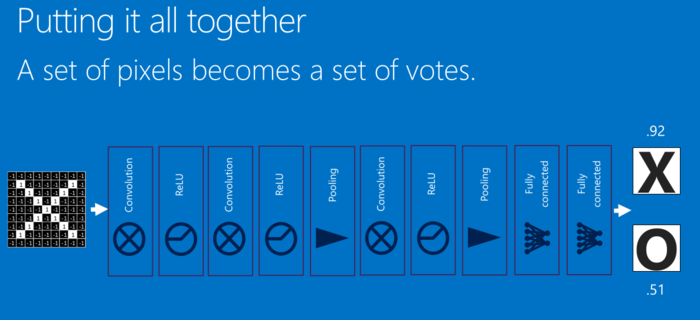 Putting it all together
A set of pixels becomes a set of votes.
Convolution
ReLU
Convolution
ReLU
Pooling
Convolution
ReLU
Pooling
Fully
connected
Fully
connected
.92
X
O
.51